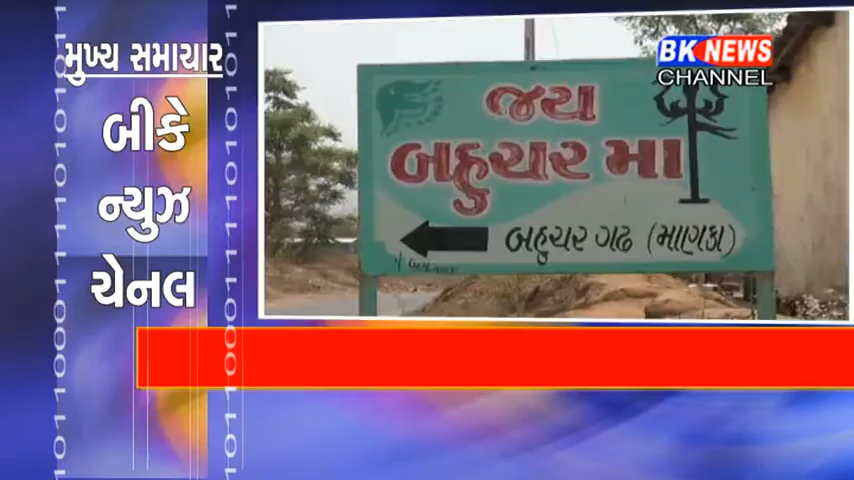 મુખ્ય સમાચાર
બીકે
ન્યુઝ
ચેનલ
BK NEWS
CHANNEL
જય
બહુચર માઁ
બહુચર ગઢ (માણકા)